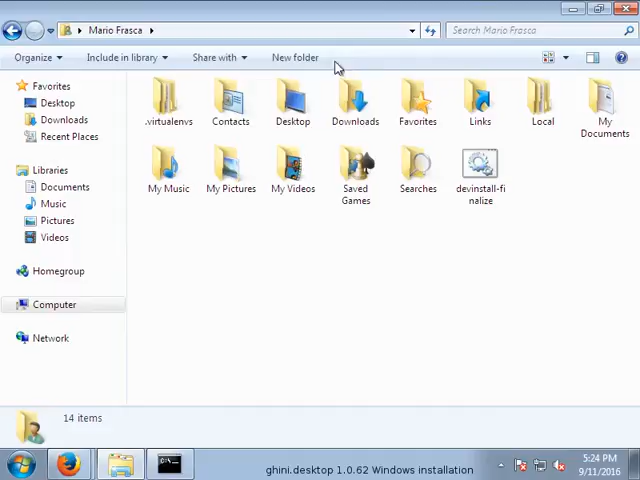 Mario Frasca
Search Mario Frasca
Organize
Include in library
Share with
New folder
Favorites
Desktop
Downloads
Recent Places
Libraries
Documents
Music
Pictures
Videos
Homegroup
Computer
Network
.virtualenvs
Contacts
Desktop
Downloads
Favorites
Links
Local
My
Documents
My Music
My Pictures
My Videos
Saved
Games
Searches
devinstall-fi
nalize
14 items
C:\
ghini.desktop 1.0.62 Windows installation
5:24 PM
9/11/2016